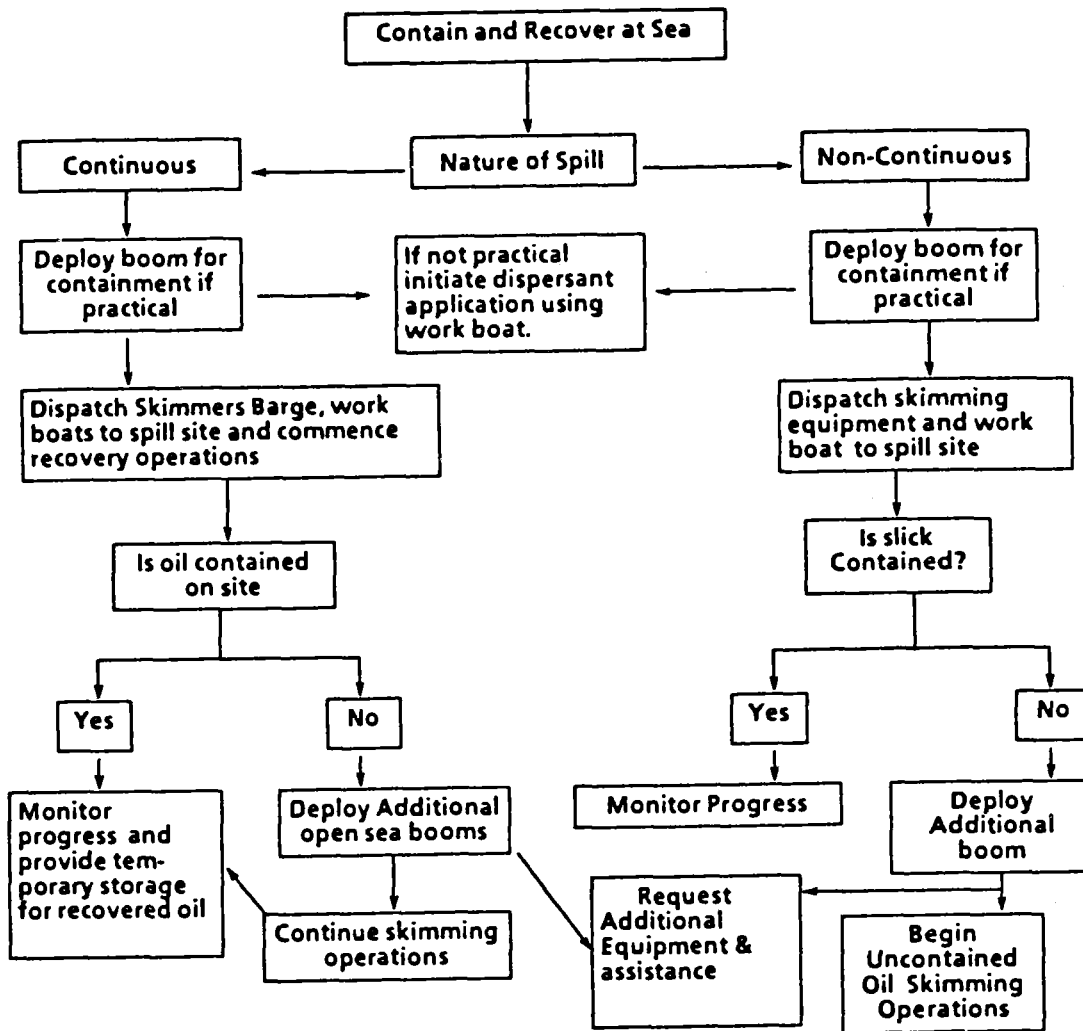 Contain and Recover at Sea
Continuous
Nature of Spill
Non-Continuous
Deploy boom for
containment if
practical
If not practical
initiate dispersant
application using
work boat.
Deploy boom for
containment if
practical
Dispatch Skimmers Barge, work
boats to spill site and commence
recovery operations
Dispatch skimming
equipment and work
boat to spill site
Is oil contained
on site
Is slick
Contained?
Yes
No
Yes
No
Monitor
progress and
provide tem-
porary storage
for recovered oil
Deploy Additional
open sea booms
Monitor Progress
Deploy
Additional
boom
Continue skimming
operations
Request
Additional
Equipment &
assistance
Begin
Uncontained
Oil Skimming
Operations